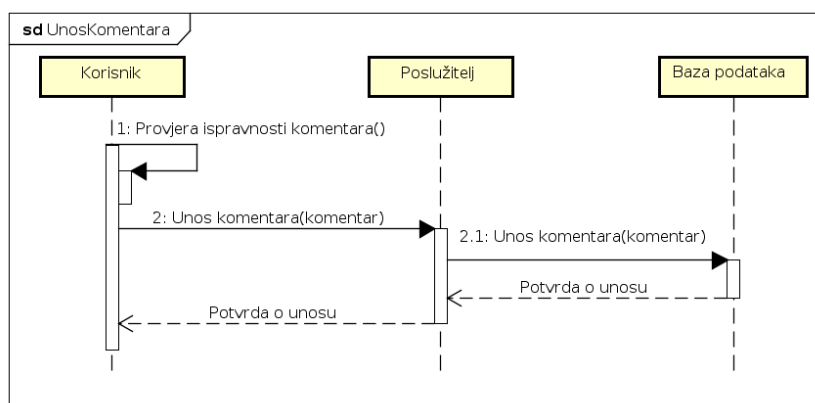 sd UnosKomentara
Korisnik
Poslužitelj
Baza podataka
1: Provjera ispravnosti komentara()
2: Unos komentara(komentar)
2.1: Unos komentara(komentar)
Potvrda o unosu
Potvrda o unosu